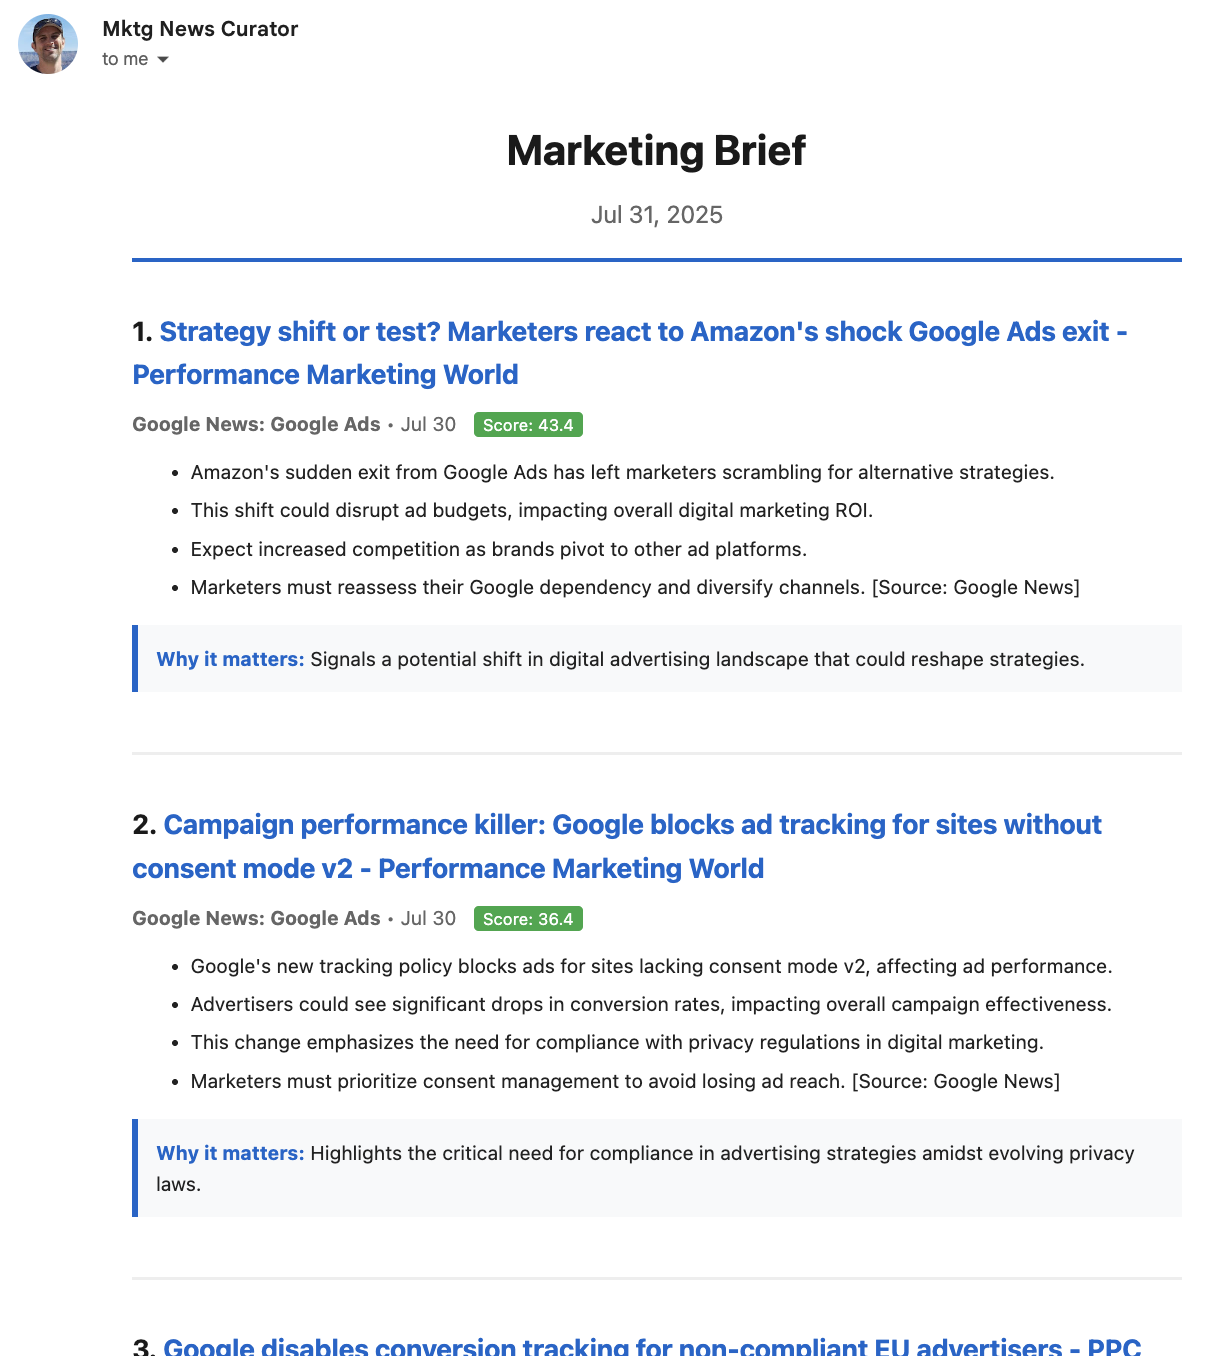 Mktg News Curator
to me
Marketing Brief
Jul 31, 2025
1. Strategy shift or test? Marketers react to Amazon's shock Google Ads exit -
Performance Marketing World
Google News: Google Ads • Jul 30 Score: 43.4
• Amazon's sudden exit from Google Ads has left marketers scrambling for alternative strategies.
• This shift could disrupt ad budgets, impacting overall digital marketing ROI.
• Expect increased competition as brands pivot to other ad platforms.
• Marketers must reassess their Google dependency and diversify channels. [Source: Google News]
Why it matters: Signals a potential shift in digital advertising landscape that could reshape strategies.
2. Campaign performance killer: Google blocks ad tracking for sites without
consent mode v2 - Performance Marketing World
Google News: Google Ads • Jul 30 Score: 36.4
• Google's new tracking policy blocks ads for sites lacking consent mode v2, affecting ad performance.
• Advertisers could see significant drops in conversion rates, impacting overall campaign effectiveness.
• This change emphasizes the need for compliance with privacy regulations in digital marketing.
• Marketers must prioritize consent management to avoid losing ad reach. [Source: Google News]
Why it matters: Highlights the critical need for compliance in advertising strategies amidst evolving privacy
laws.
3. Google disables conversion tracking for non-compliant EU advertisers - PPC